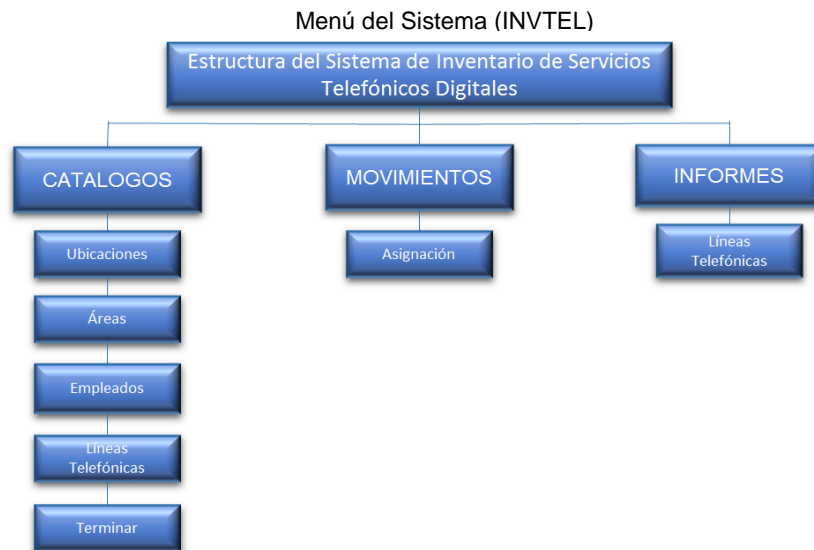 Menú del Sistema (INVTEL)
Estructura del Sistema de Inventario de Servicios
Telefónicos Digitales
CATALOGOS
MOVIMIENTOS
INFORMES
Ubicaciones
Asignación
Líneas
Telefónicas
Áreas
Empleados
Líneas
Telefónicas
Terminar